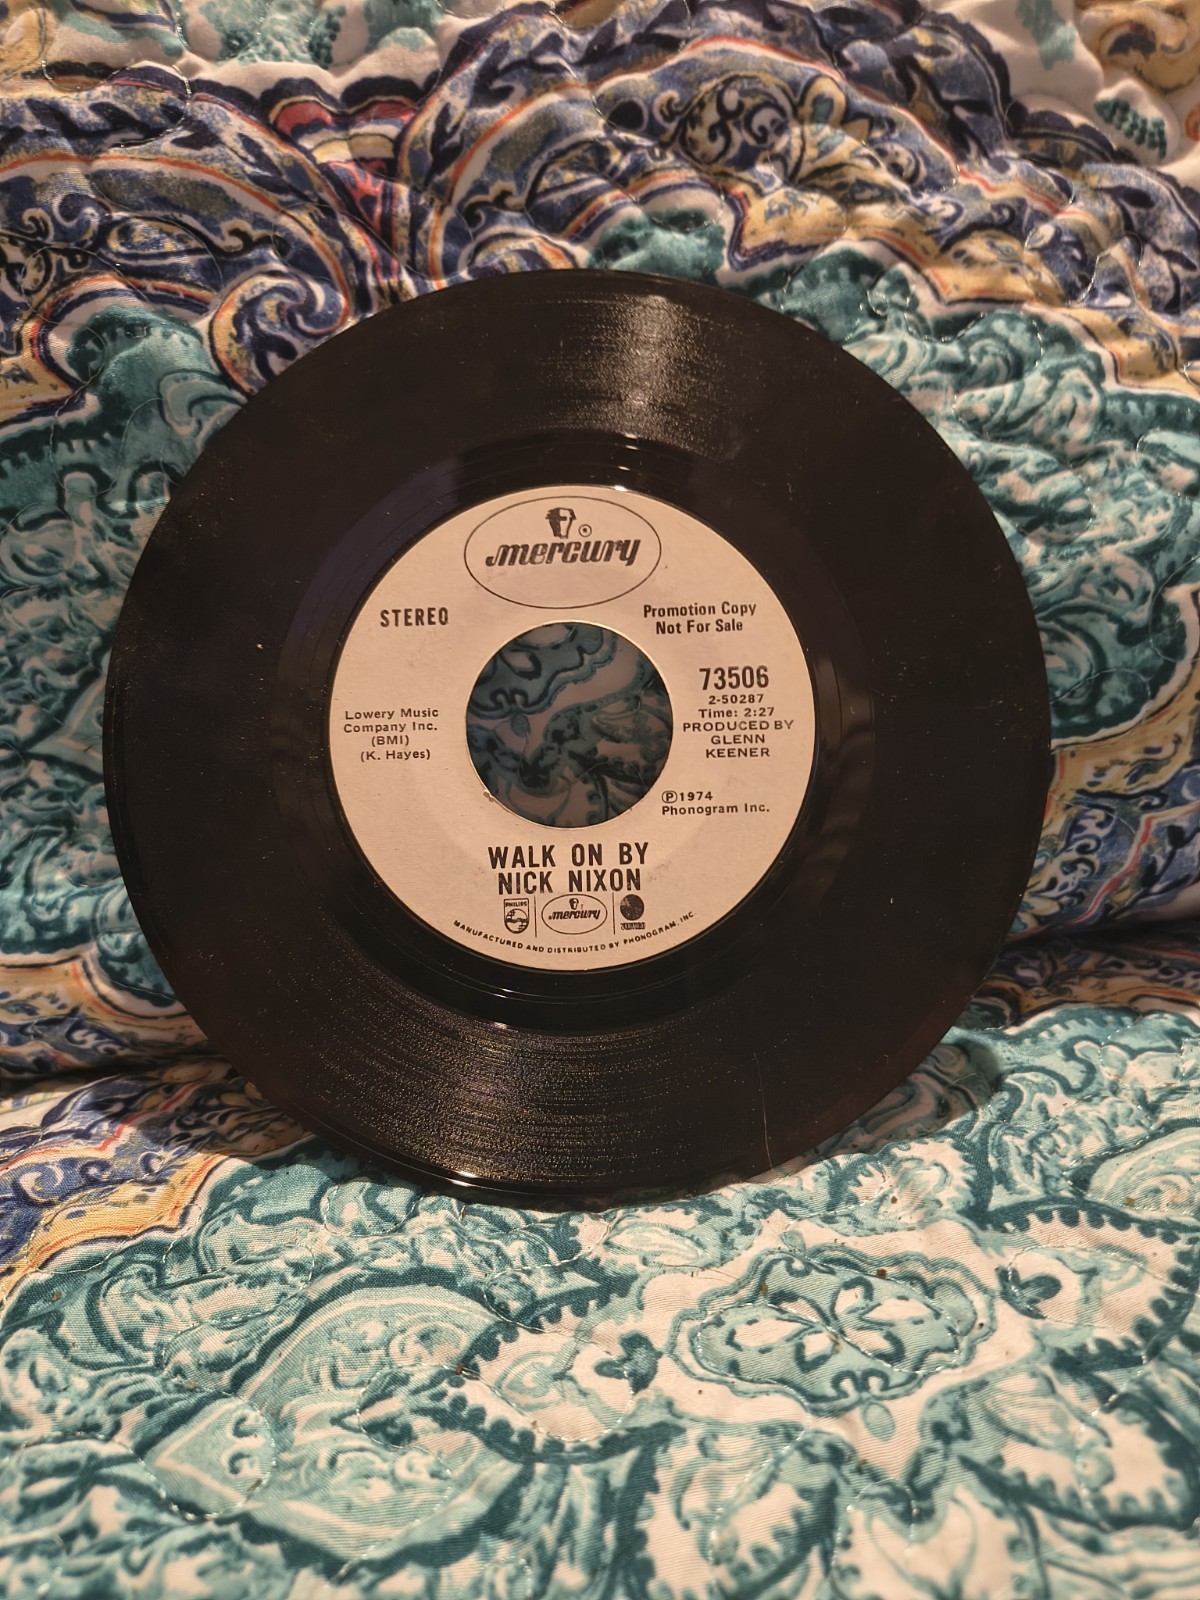 mercury
STEREO
Promotion Copy
Not For Sale
73506
2-50287
Time: 2:27
PRODUCED BY
GLENN
KEENER
Lowery Music
Company Inc.
(BMI)
(K. Hayes)
Ⓟ1974
Phonogram Inc.
WALK ON BY
NICK NIXON
PHILIPS
mercury
MANUFACTURED AND DISTRIBUTED BY PHONOGRAM, INC.